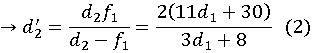 → d₂′ = d₂f₁ / (d₂ − f₁) = 2(11d₁ + 30) / (3d₁ + 8) (2)